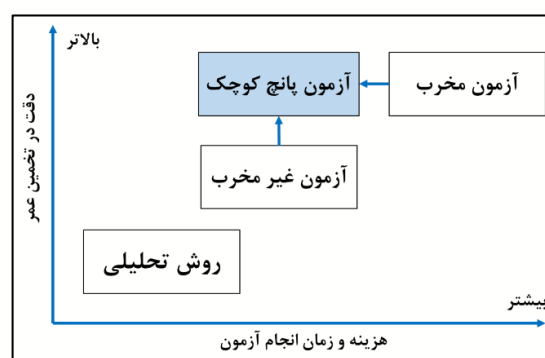 بالاتر
آزمون مخرب
آزمون پانچ کوچک
آزمون غیر مخرب
روش تحلیلی
دقت در تخمین عمر
بیشتر
هزینه و زمان انجام آزمون